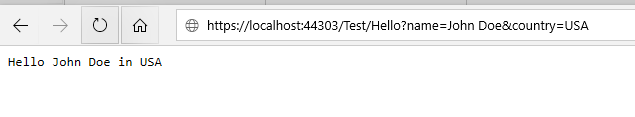 https://localhost:44303/Test/Hello?name=John Doe&country=USA
Hello John Doe in USA